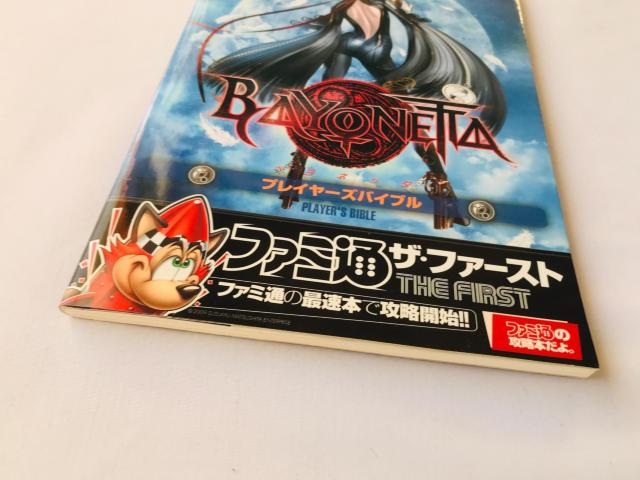 BAYONETTA
ベヨネッタ
プレイヤーズバイブル
PLAYER'S BIBLE
ファミ通 ザ・ファースト
THE FIRST
ファミ通の最速本で攻略開始!!
ファミ通の
攻略本だよ。